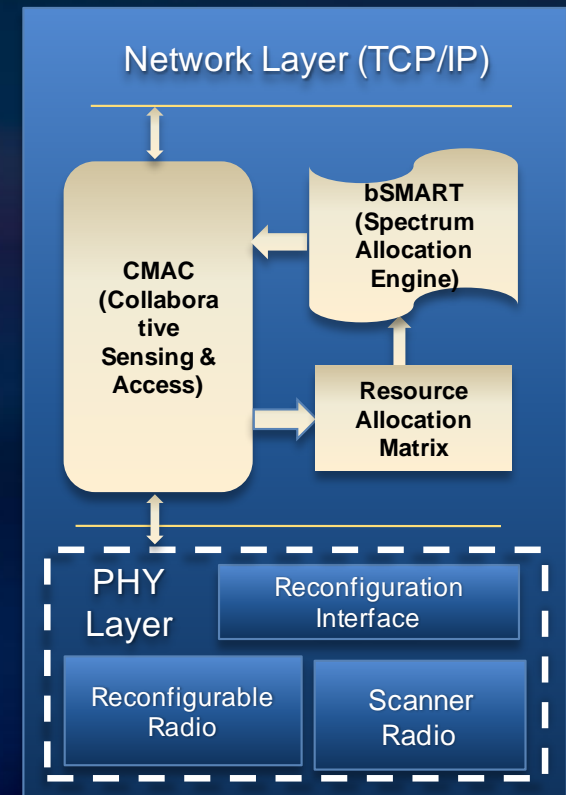 Network Layer (TCP/IP)
bSMART
(Spectrum
Allocation
Engine)
CMAC
(Collabora
tive
Sensing &
Access)
Resource
Allocation
Matrix
PHY
Layer
Reconfiguration
Interface
Reconfigurable
Radio
Scanner
Radio